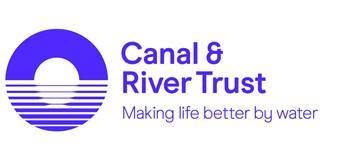 Canal &
River Trust
Making life better by water